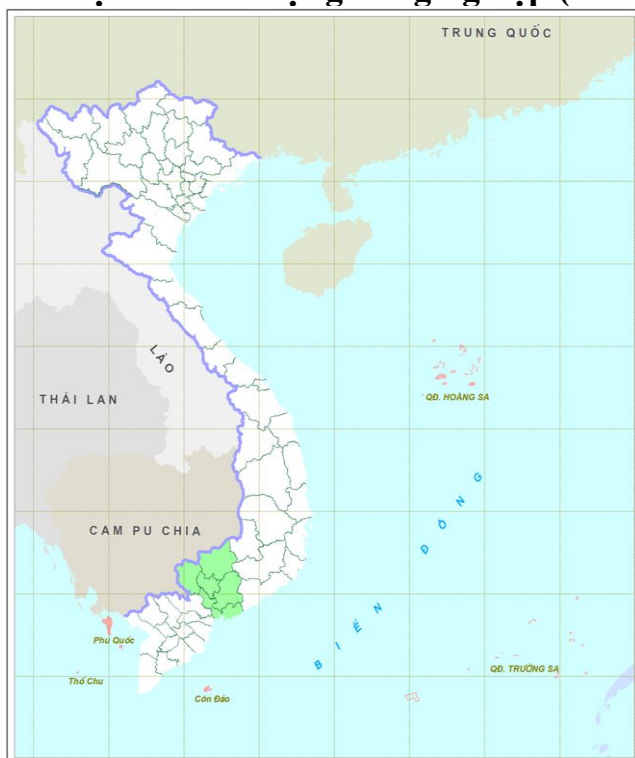 TRUNG QUỐC
LÀO
QĐ. HOÀNG SA
THÁI LAN
BIỂN ĐÔNG
CAM PU CHIA
Phú Quốc
QĐ. TRƯỜNG SA
Thổ Chu
Côn Đảo